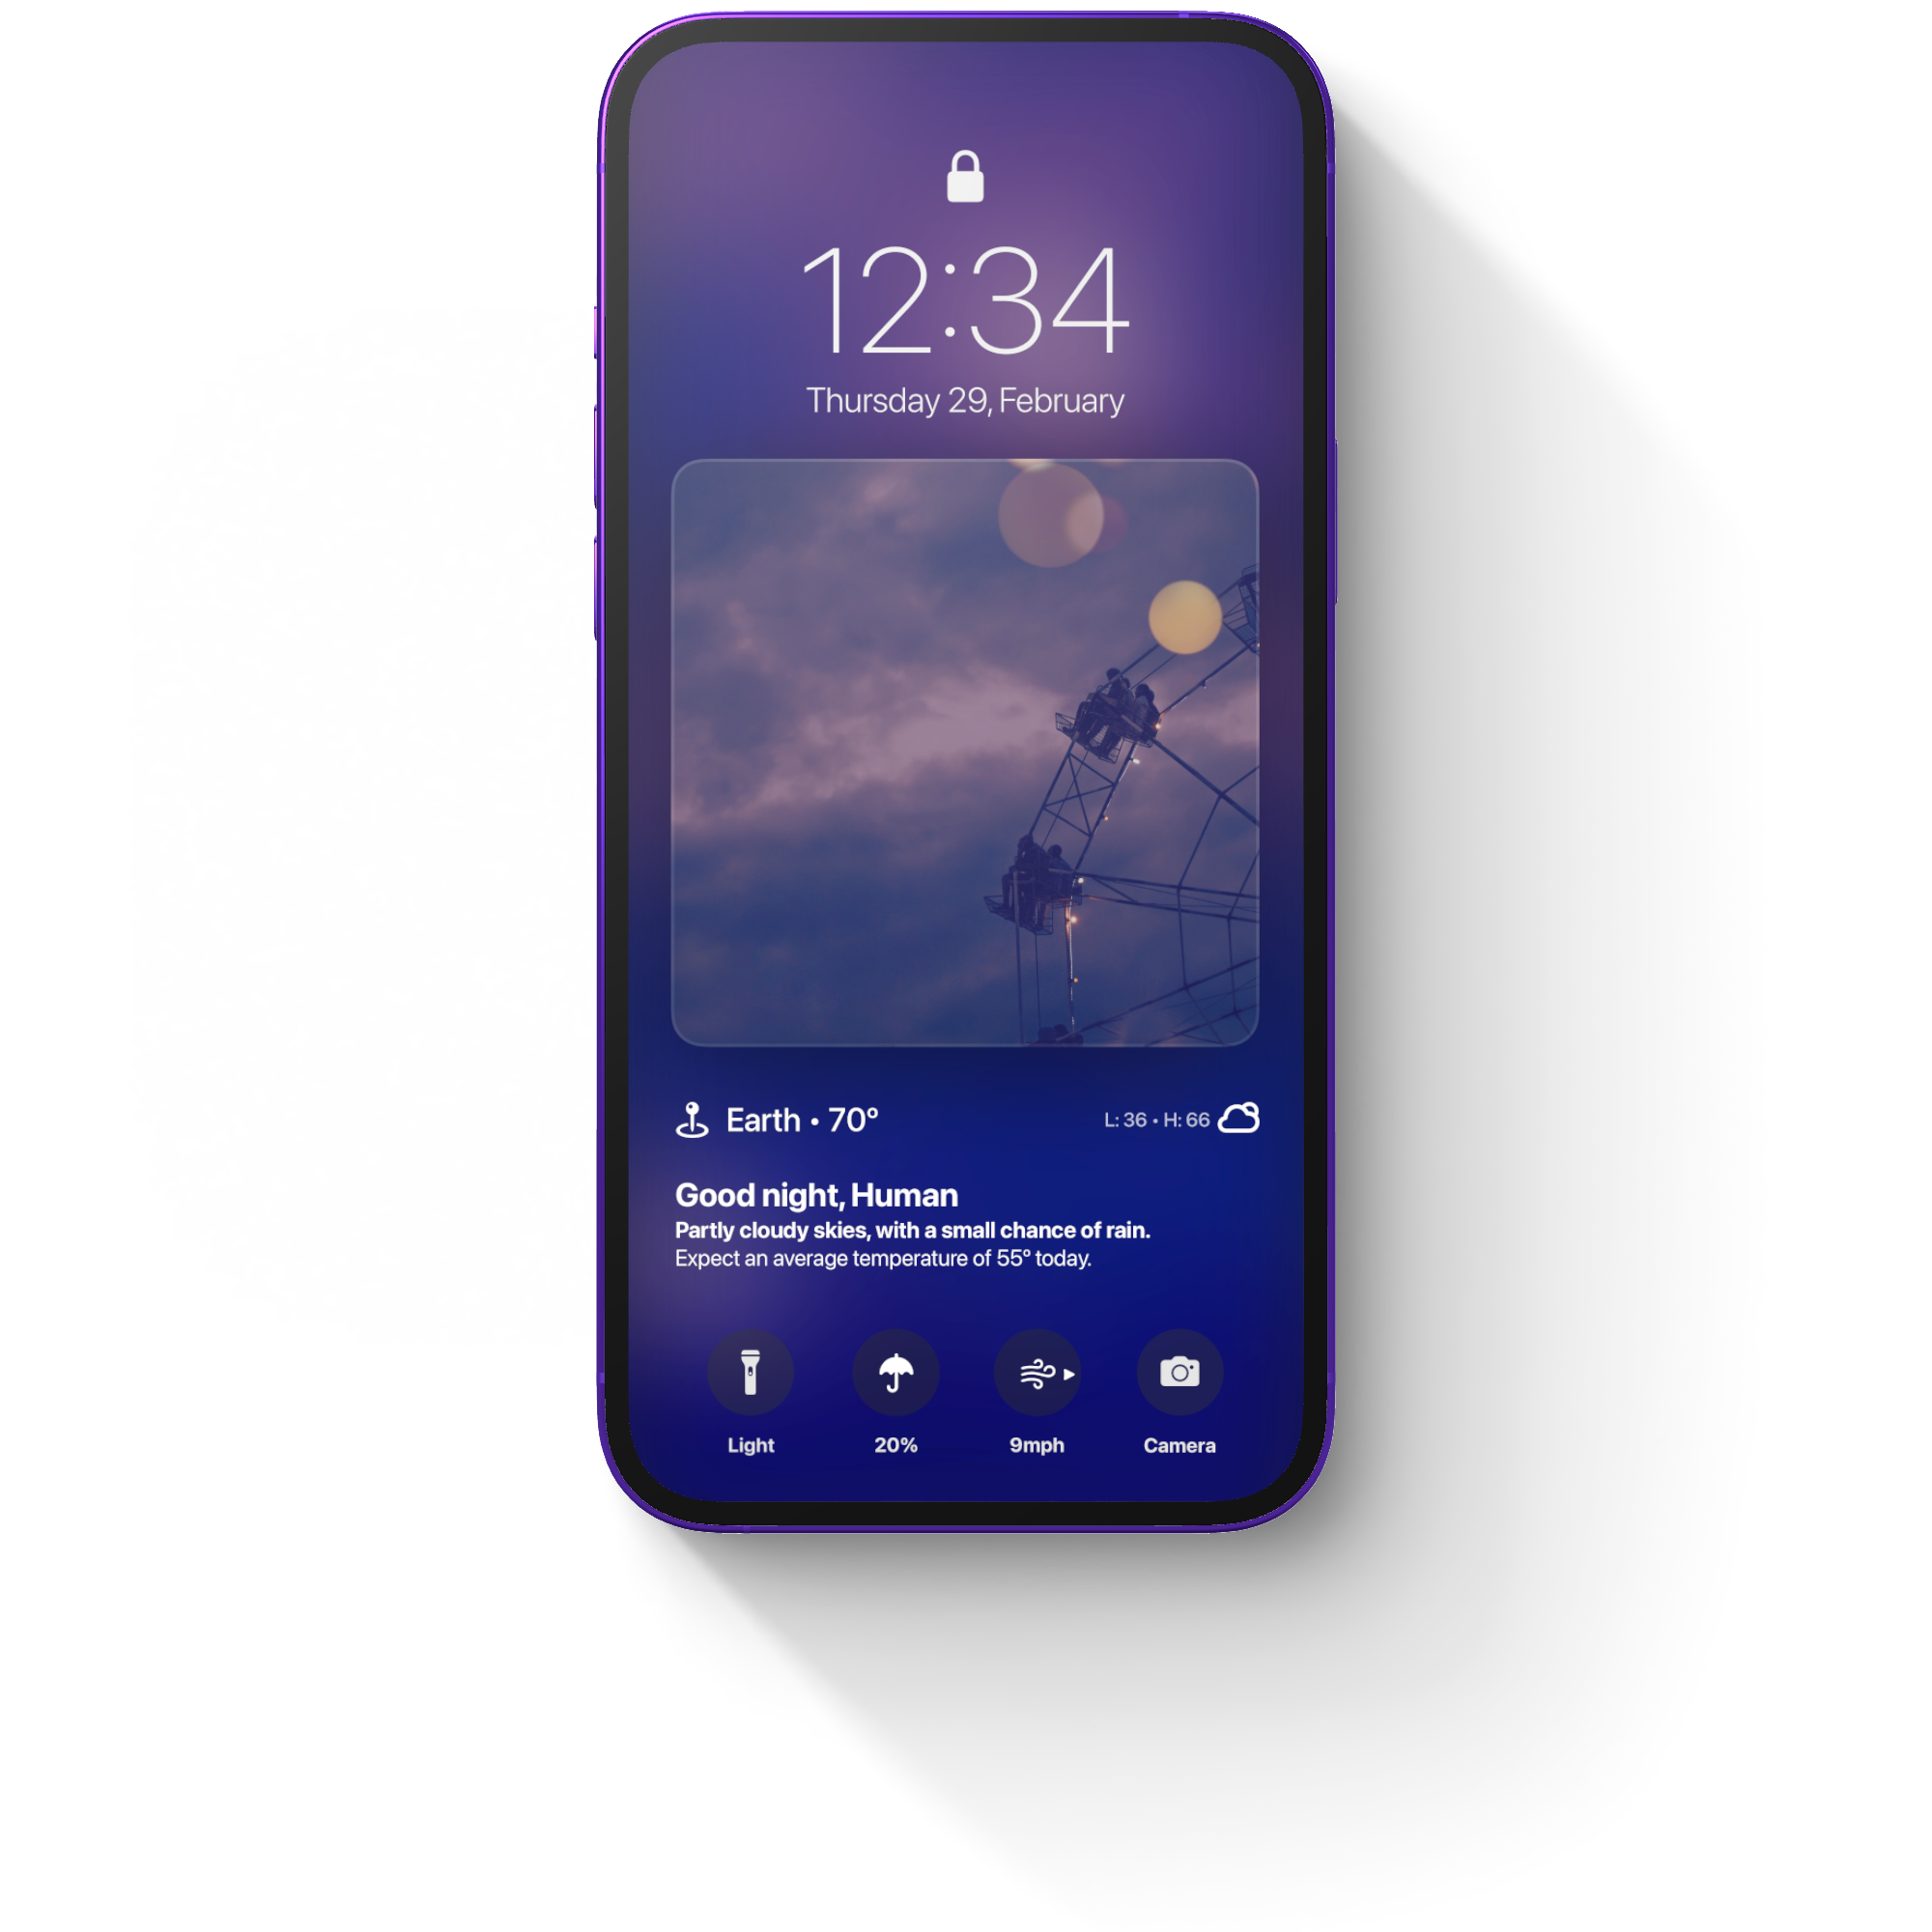 12:34
Thursday 29, February
Earth • 70°
L: 36 • H: 66
Good night, Human
Partly cloudy skies, with a small chance of rain.
Expect an average temperature of 55° today.
Light
20%
9mph
Camera